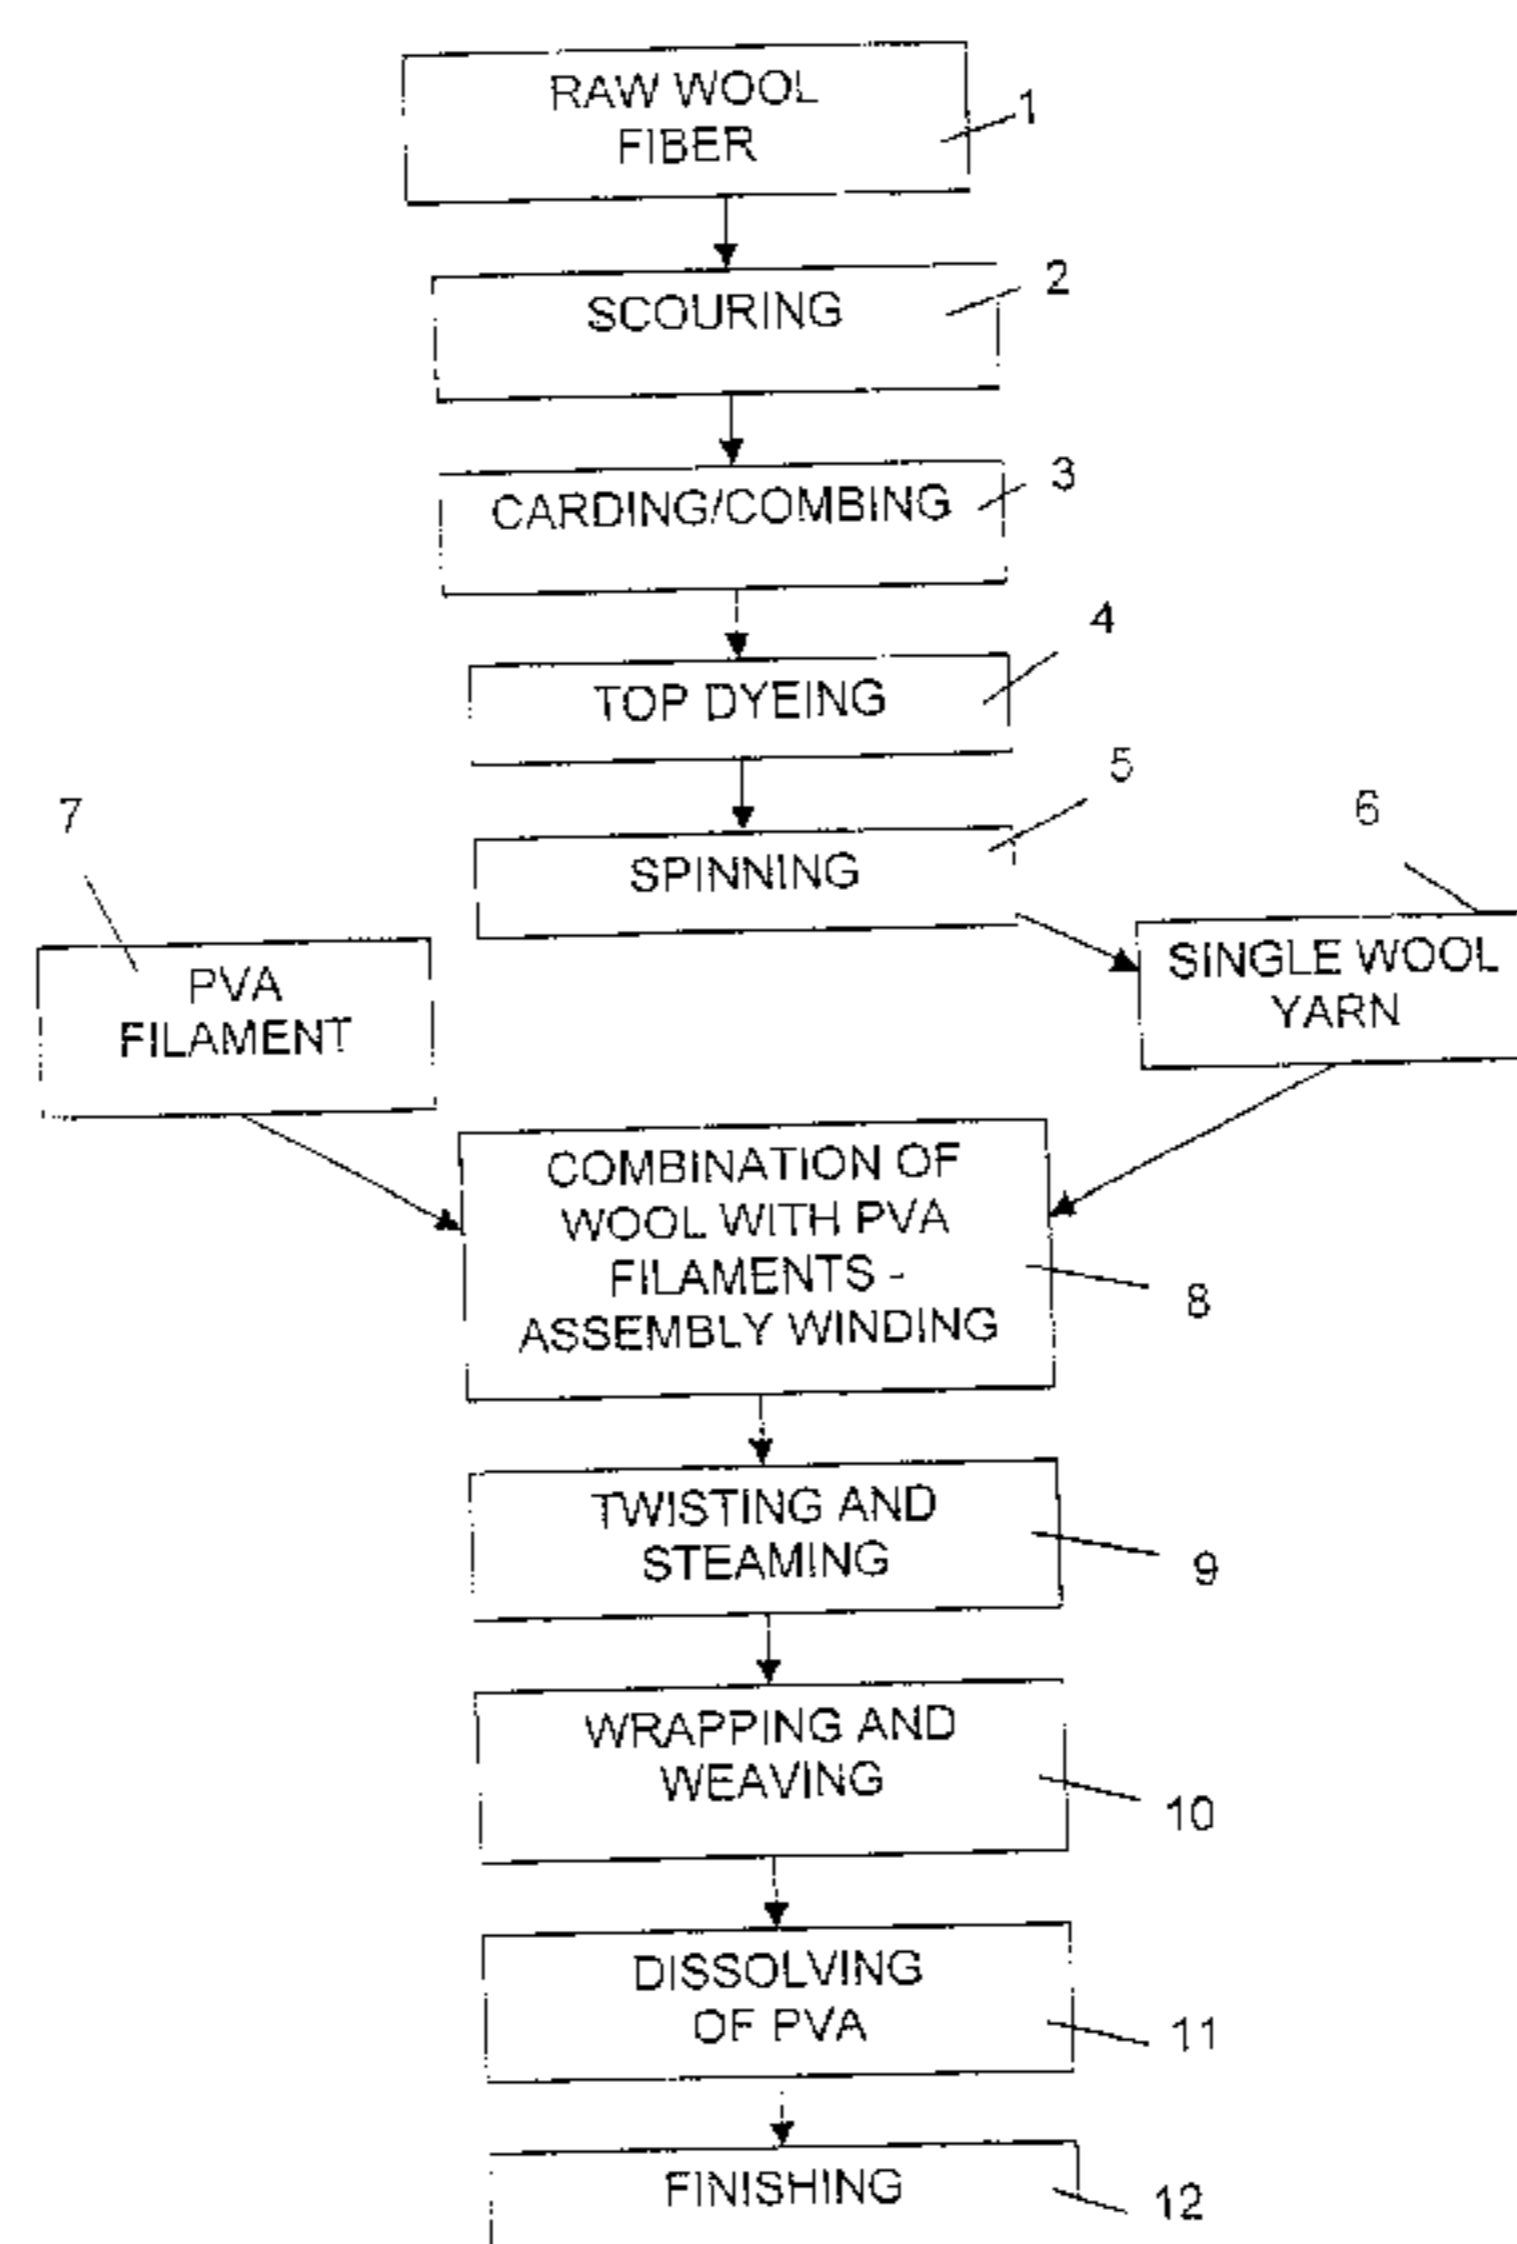 RAW WOOL
FIBER
1
SCOURING
2
CARDING/COMBING
3
TOP DYEING
4
SPINNING
5
6
7
PVA
FILAMENT
SINGLE WOOL
YARN
COMBINATION OF
WOOL WITH PVA
FILAMENTS -
ASSEMBLY WINDING
8
TWISTING AND
STEAMING
9
WRAPPING AND
WEAVING
10
DISSOLVING
OF PVA
11
FINISHING
12